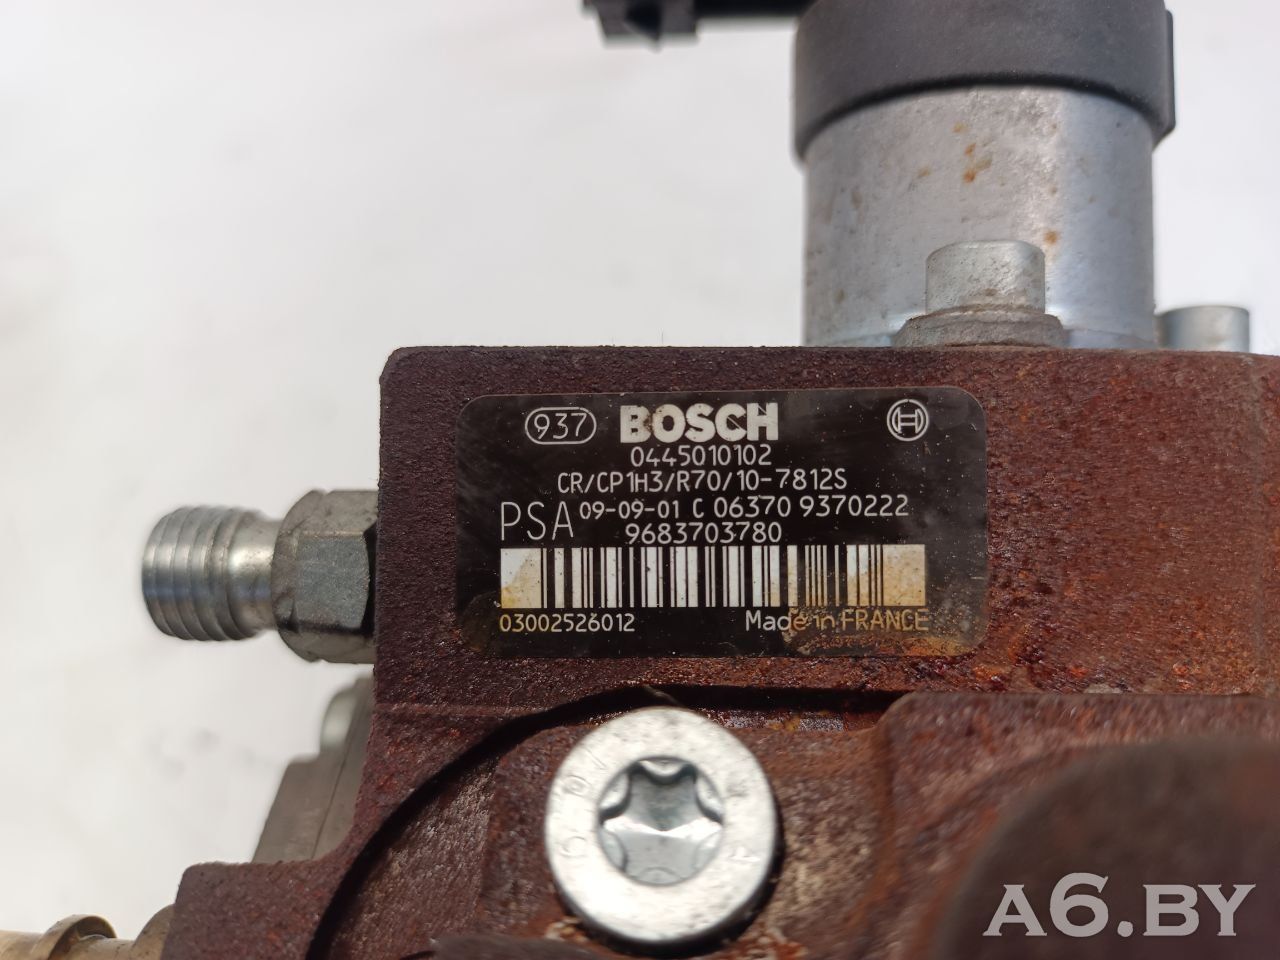 937 BOSCH H
0445010102
CR/CP1H3/R70/10-7812S
PSA 09-09-01 C 06370 9370222
9683703780
03002526012 Made in FRANCE
A6.BY